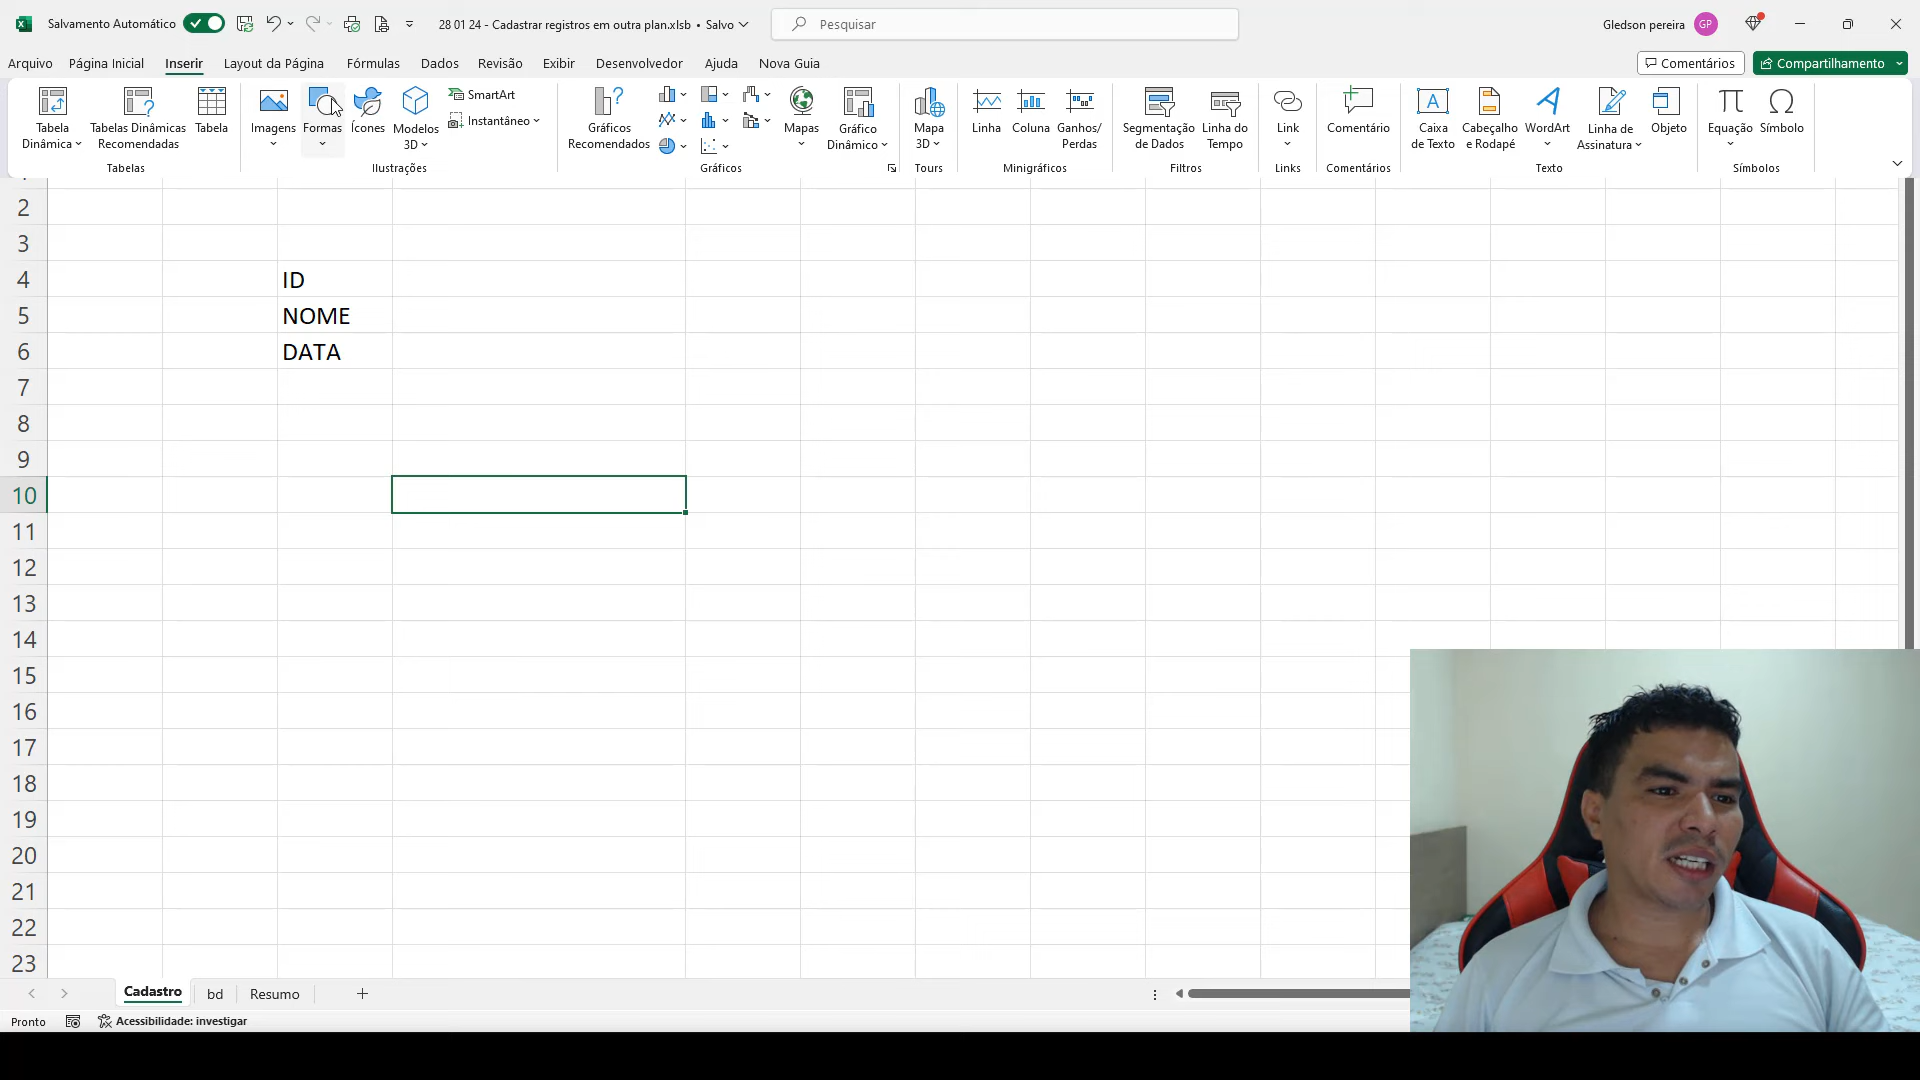 Salvamento Automático
28 01 24 - Cadastrar registros em outra plan.xlsb • Salvo
Pesquisar
Gledson pereira GP
Arquivo Página Inicial Inserir Layout da Página Fórmulas Dados Revisão Exibir Desenvolvedor Ajuda Nova Guia
Comentários Compartilhamento
Tabela Dinâmica
Tabelas Dinâmicas Recomendadas
Tabela
Tabelas
Imagens
Formas
Ícones
Modelos 3D
SmartArt
Instantâneo
Ilustrações
Gráficos Recomendados
Mapas
Gráfico Dinâmico
Gráficos
Mapa 3D
Tours
Linha
Coluna
Ganhos/ Perdas
Minigráficos
Segmentação de Dados
Linha do Tempo
Filtros
Link
Links
Comentário
Comentários
Caixa de Texto
Cabeçalho e Rodapé
WordArt
Linha de Assinatura
Objeto
Texto
Equação
Símbolo
Símbolos
2
3
4 ID
5 NOME
6 DATA
7
8
9
10
11
12
13
14
15
16
17
18
19
20
21
22
23
Cadastro bd Resumo
Pronto Acessibilidade: investigar